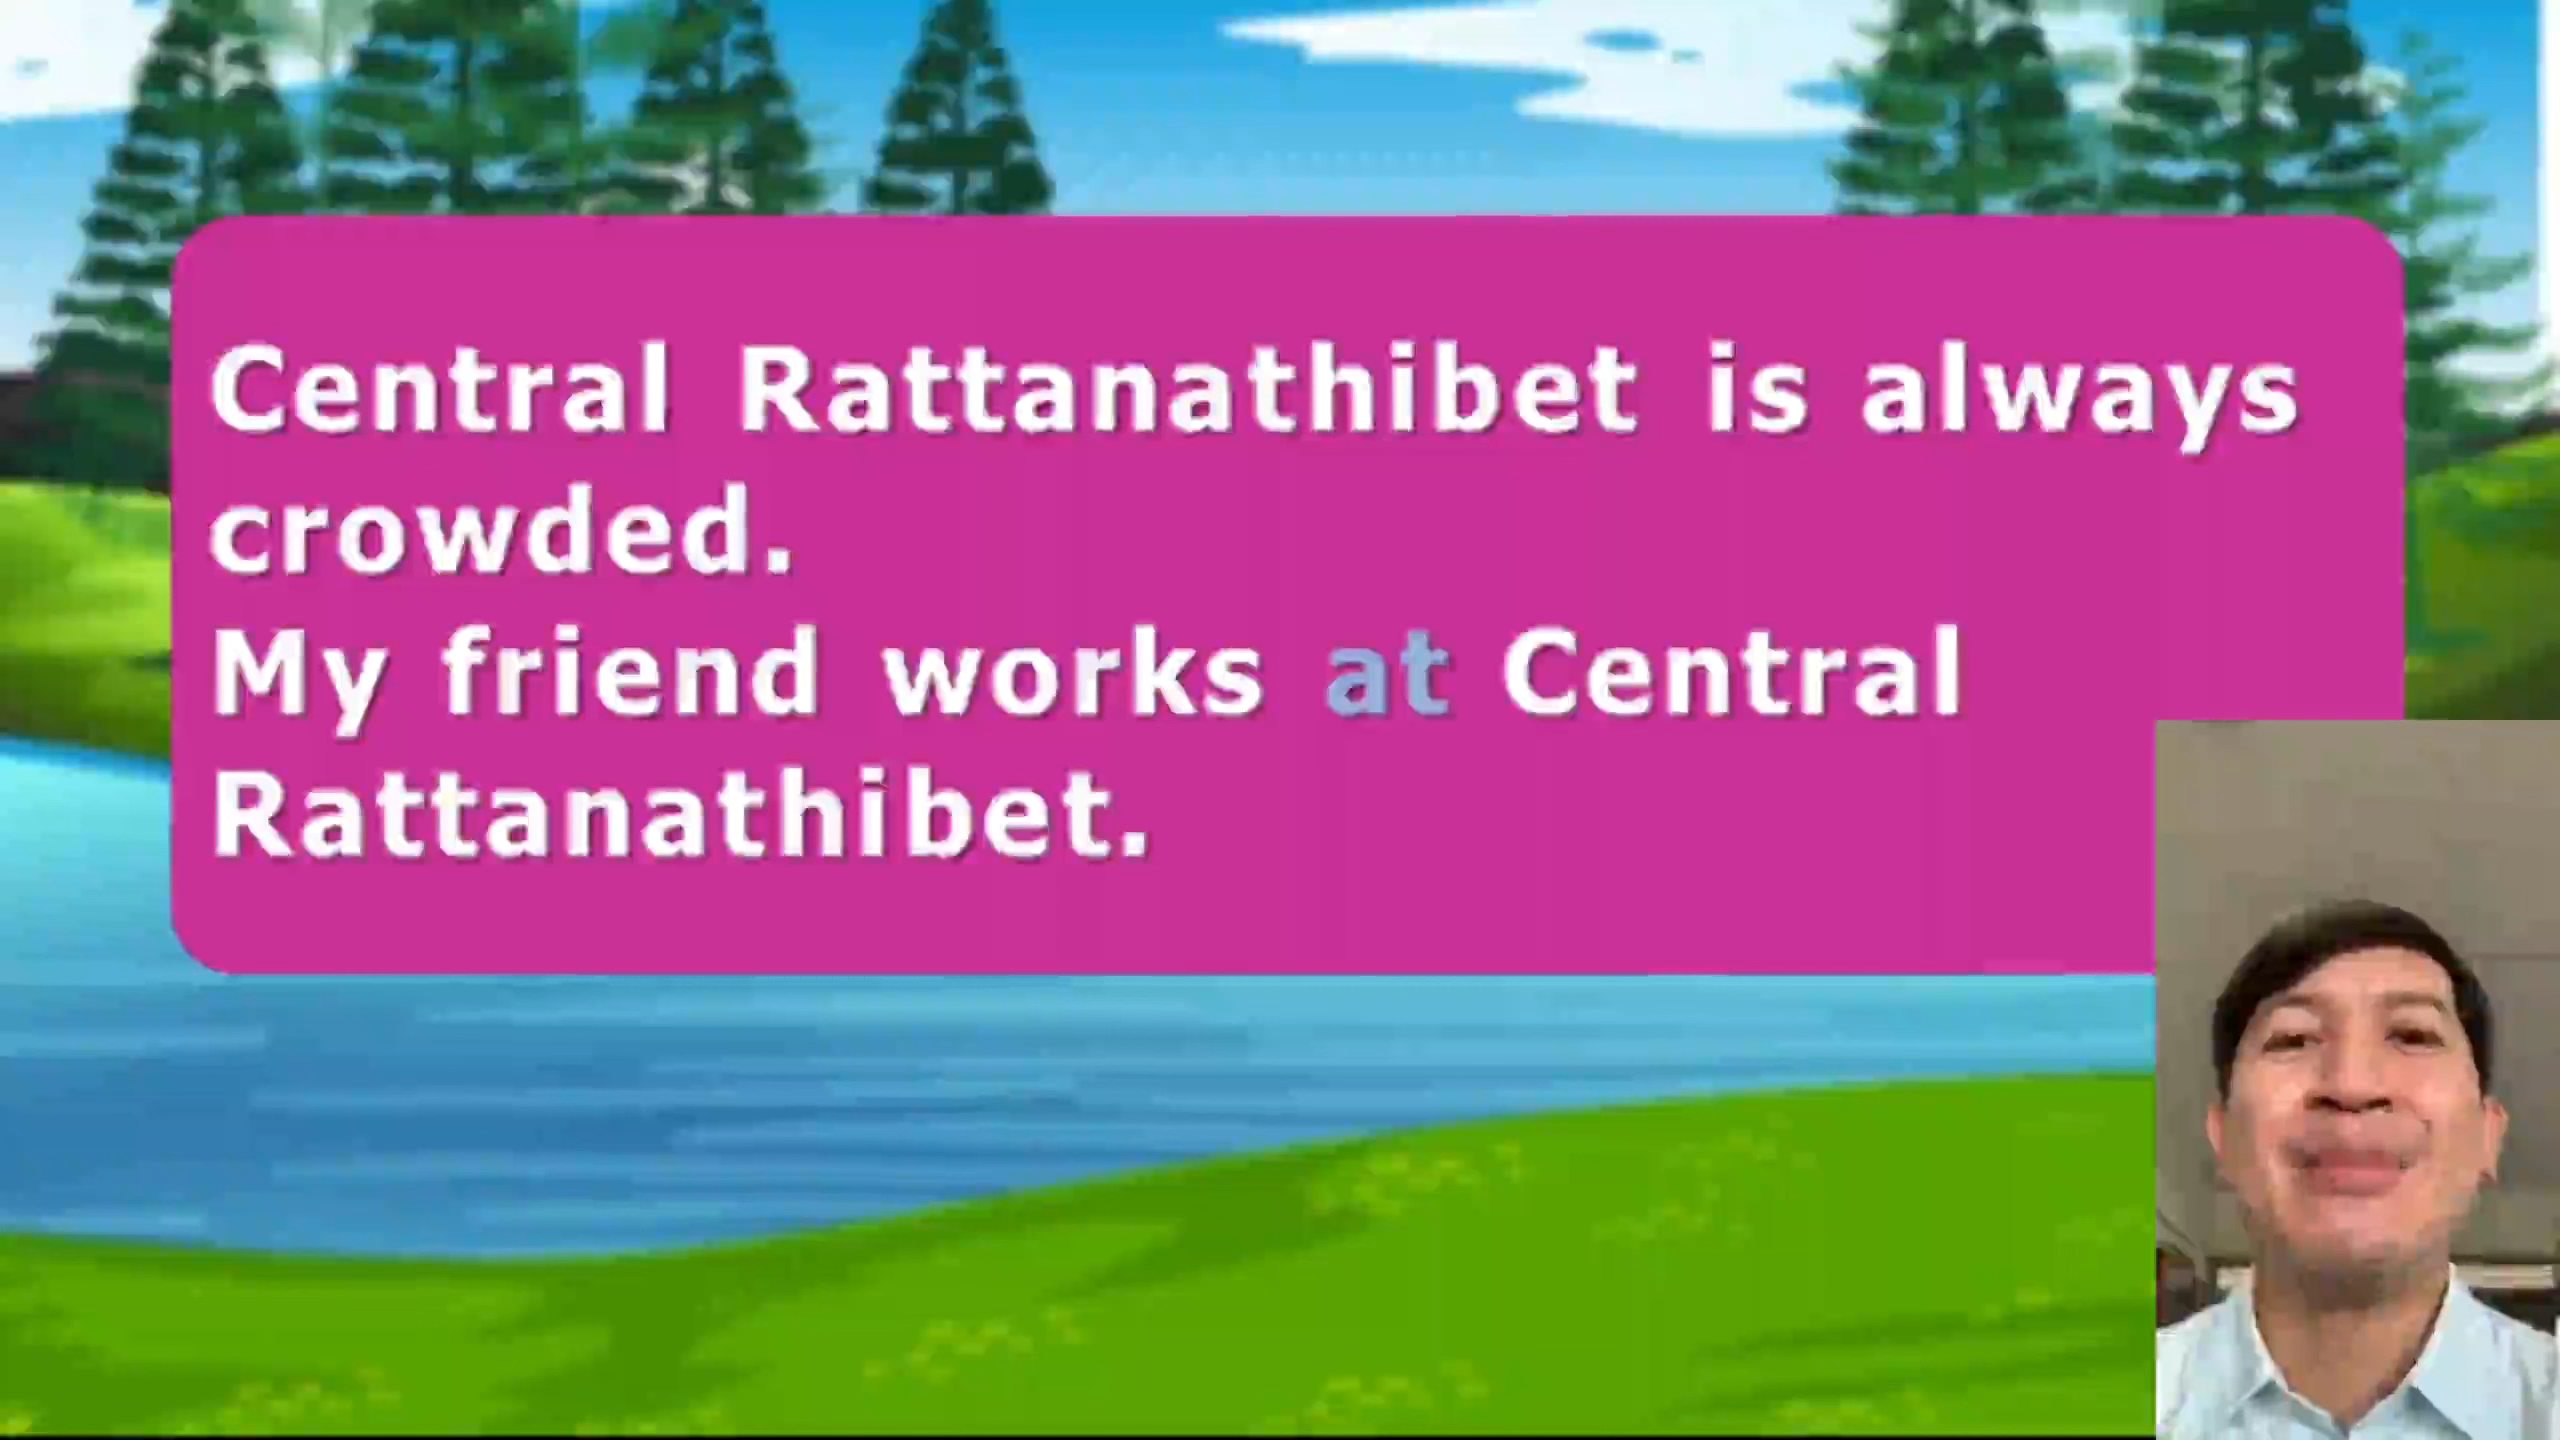 Central Rattanathibet is always
crowded.
My friend works at Central
Rattanathibet.